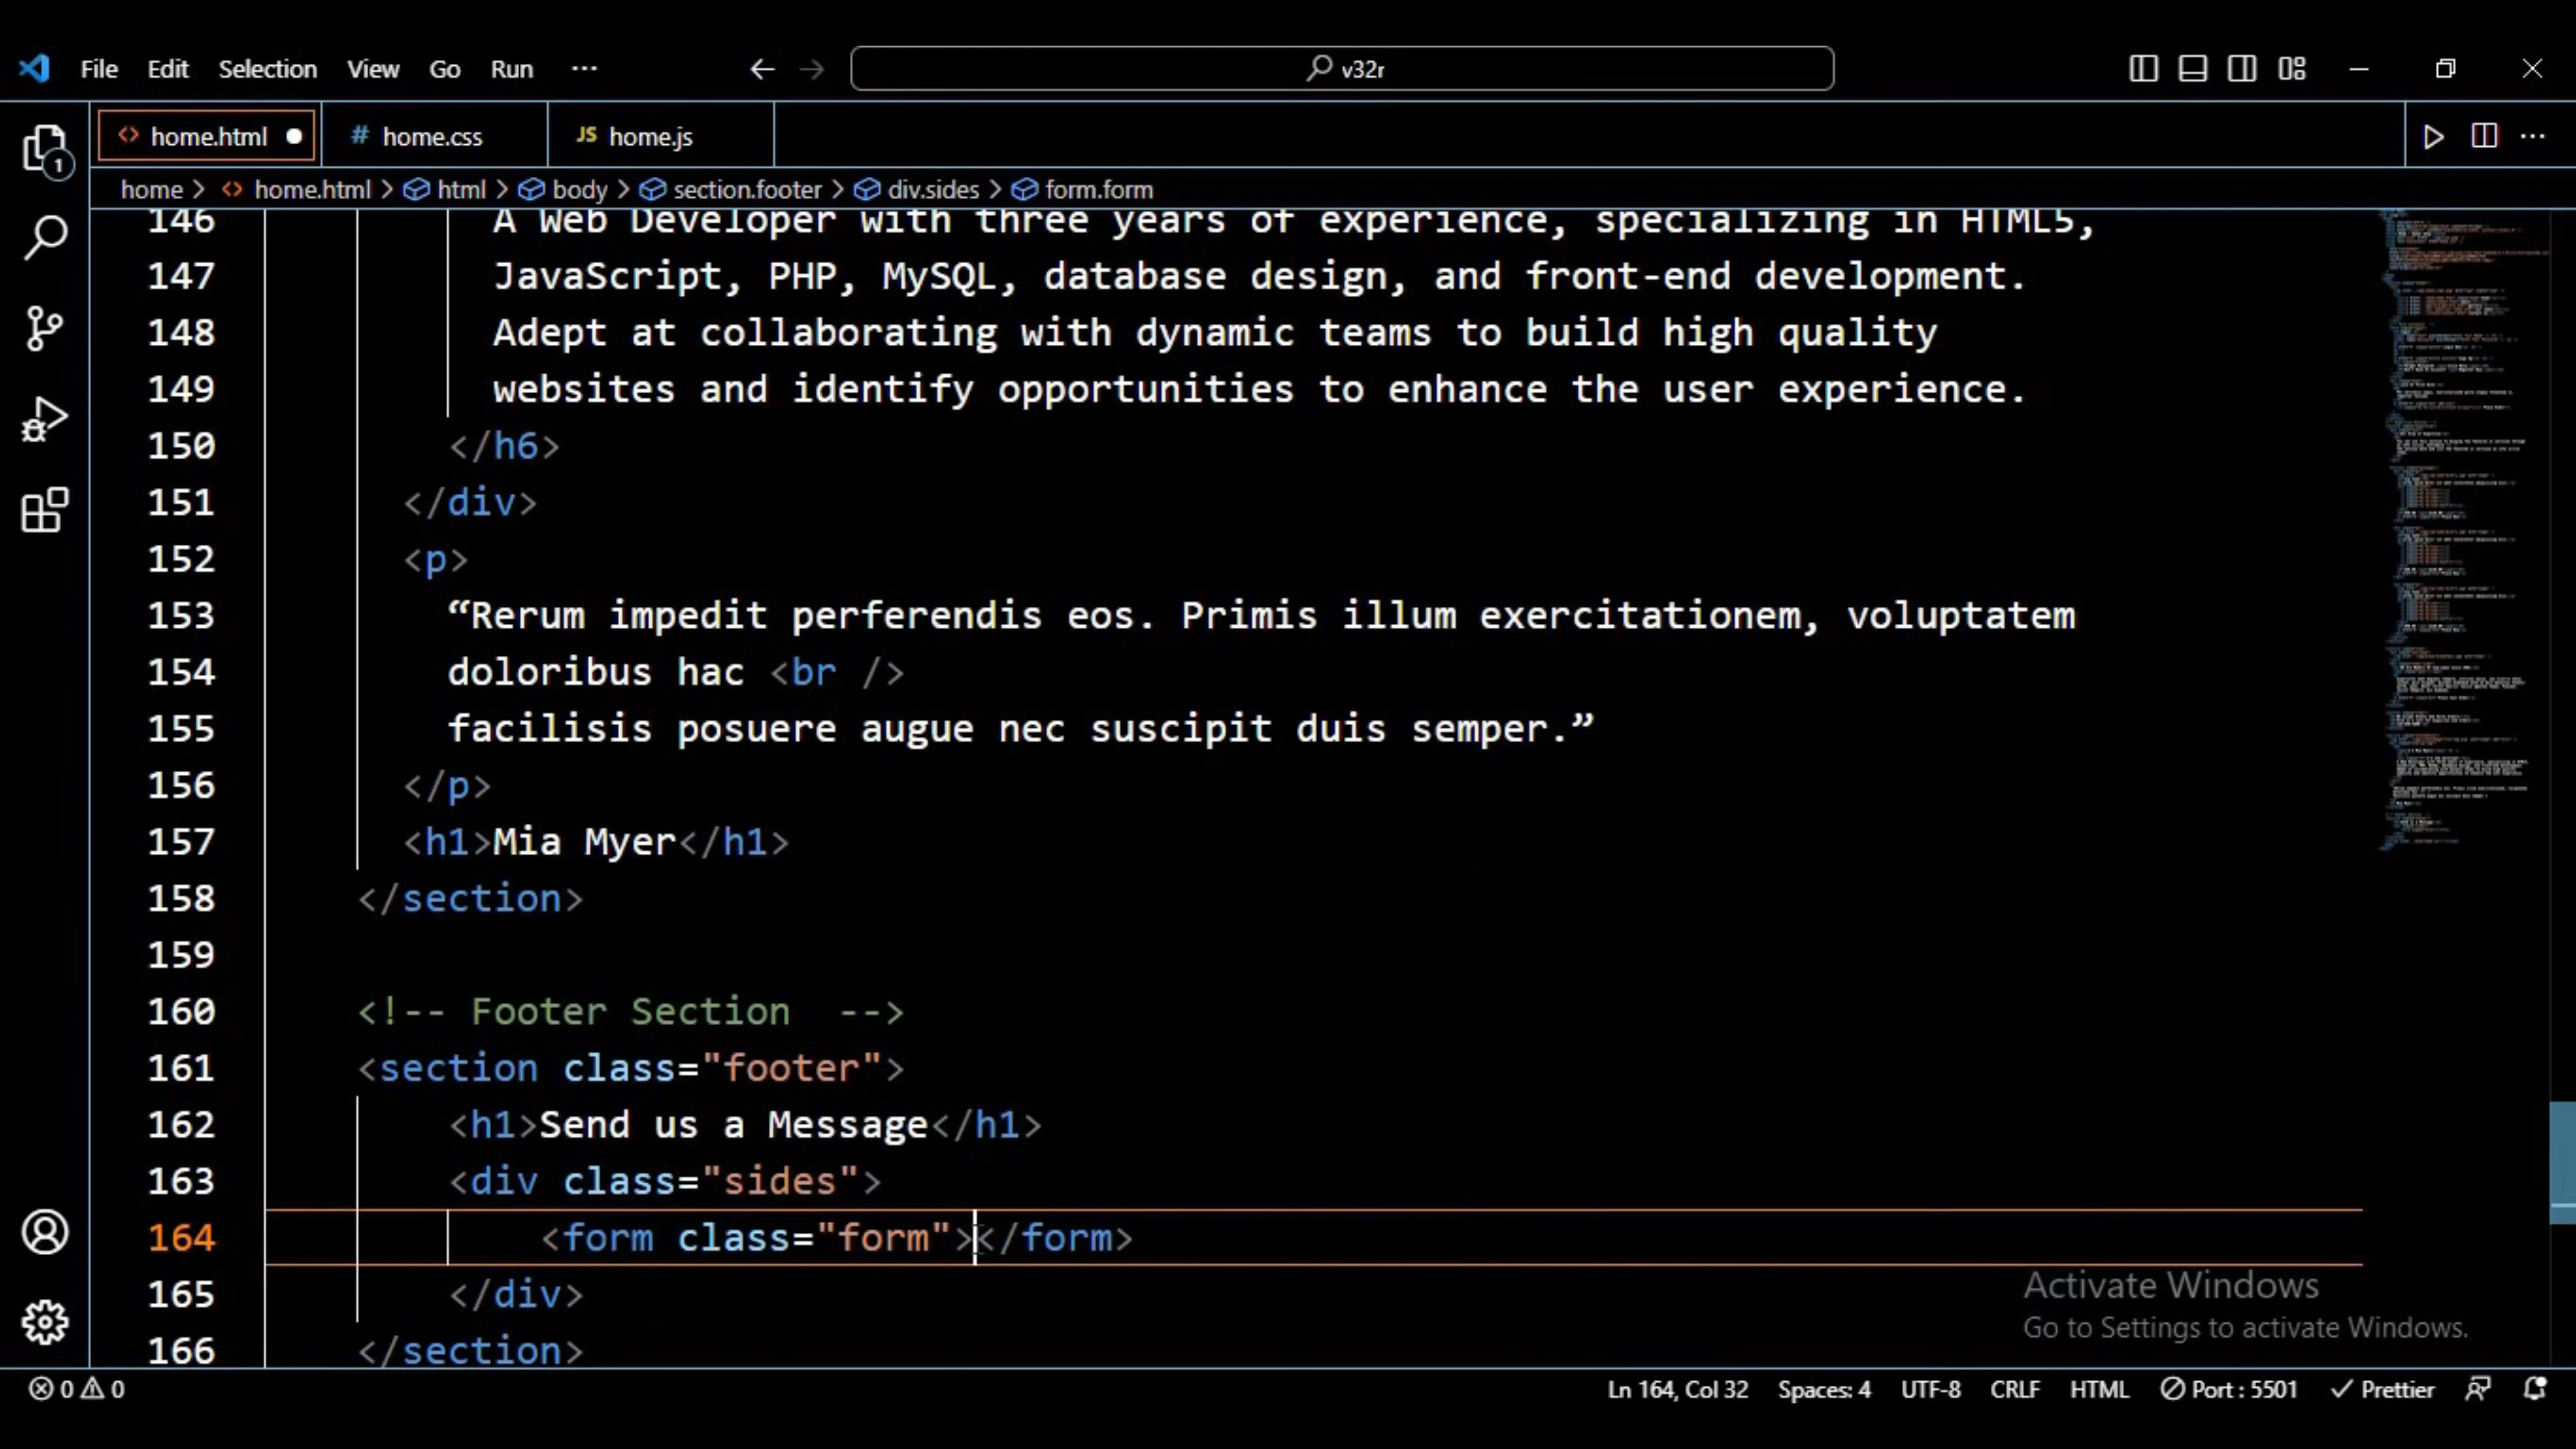 File Edit Selection View Go Run ··· v32r
home.html home.css JS home.js
home > home.html > html > body > section.footer > div.sides > form.form
146 A Web Developer with three years of experience, specializing in HTML5,
147 JavaScript, PHP, MySQL, database design, and front-end development.
148 Adept at collaborating with dynamic teams to build high quality
149 websites and identify opportunities to enhance the user experience.
150 </h6>
151 </div>
152 <p>
153 “Rerum impedit perferendis eos. Primis illum exercitationem, voluptatem
154 doloribus hac <br />
155 facilisis posuere augue nec suscipit duis semper.”
156 </p>
157 <h1>Mia Myer</h1>
158 </section>
159
160 <!-- Footer Section  -->
161 <section class="footer">
162 <h1>Send us a Message</h1>
163 <div class="sides">
164 <form class="form"></form>
165 </div>
166 </section>
1
Activate Windows
Go to Settings to activate Windows.
0 0 Ln 164, Col 32 Spaces: 4 UTF-8 CRLF HTML Port : 5501 Prettier